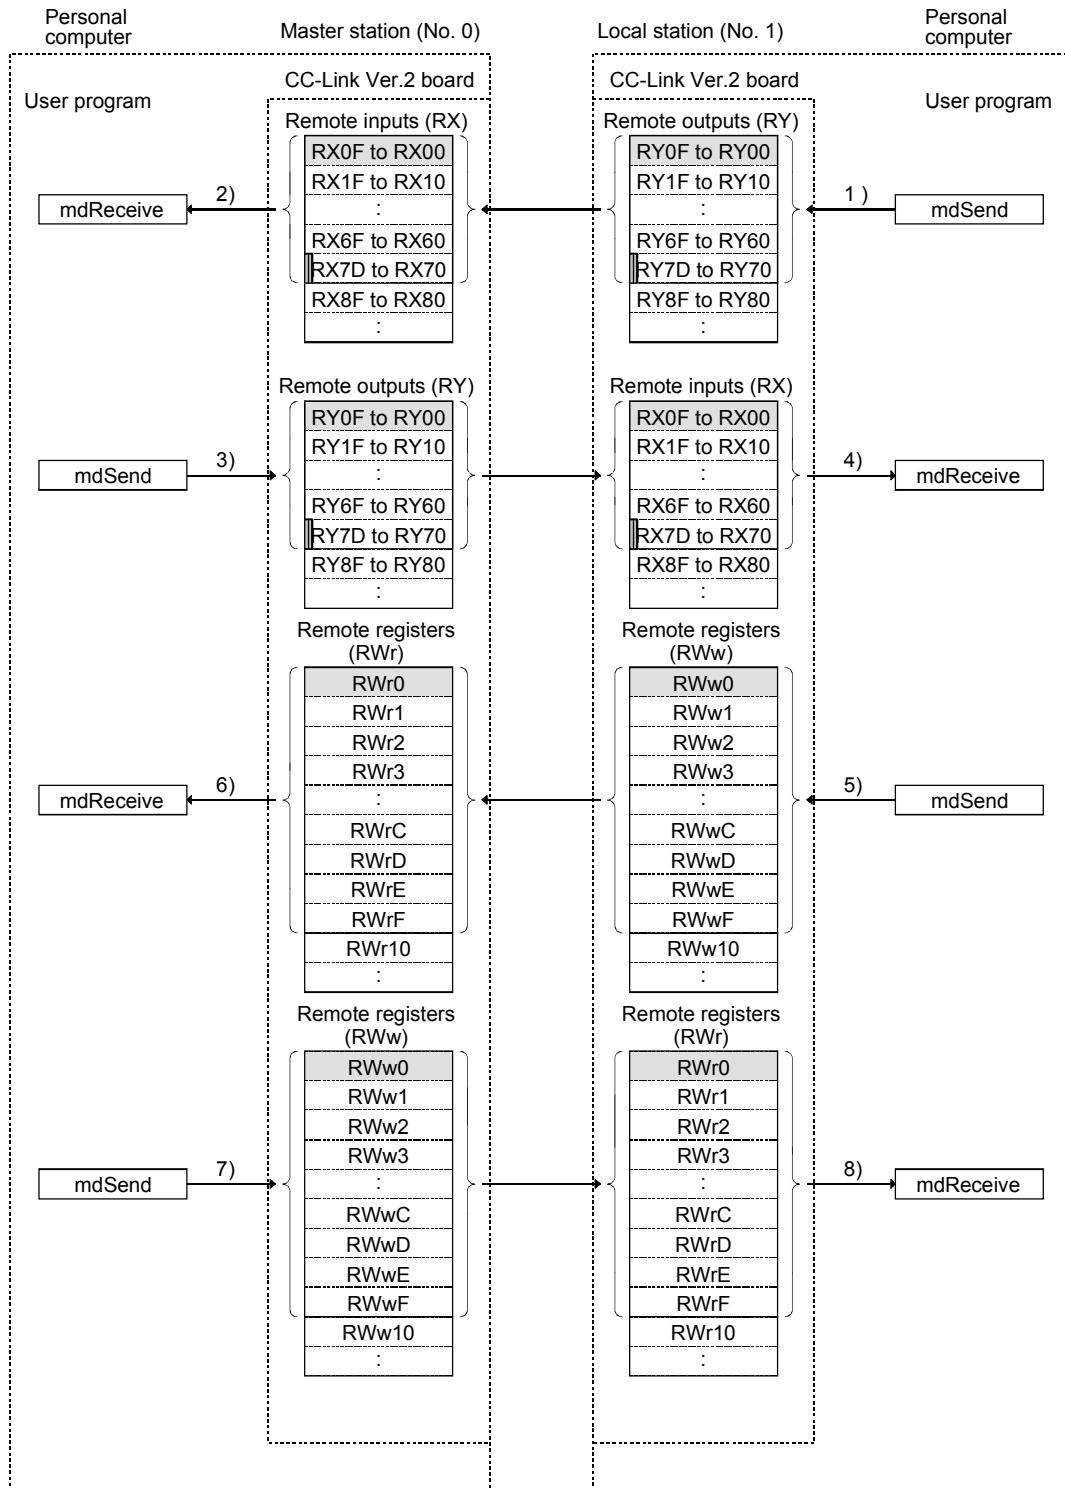 Personal computer
Master station (No. 0)
Local station (No. 1)
Personal computer
User program
CC-Link Ver.2 board
CC-Link Ver.2 board
User program
Remote inputs (RX)
Remote outputs (RY)
RX0F to RX00
RY0F to RY00
RX1F to RX10
RY1F to RY10
mdReceive
2)
:
:
1 )
mdSend
RX6F to RX60
RY6F to RY60
RX7D to RX70
RY7D to RY70
RX8F to RX80
RY8F to RY80
:
:
Remote outputs (RY)
Remote inputs (RX)
RY0F to RY00
RX0F to RX00
RY1F to RY10
RX1F to RX10
mdSend
3)
:
:
4)
mdReceive
RY6F to RY60
RX6F to RX60
RY7D to RY70
RX7D to RX70
RY8F to RY80
RX8F to RX80
:
:
Remote registers
(RWr)
Remote registers
(RWw)
RWr0
RWw0
RWr1
RWw1
RWr2
RWw2
RWr3
RWw3
mdReceive
6)
:
:
5)
mdSend
RWrC
RWwC
RWrD
RWwD
RWrE
RWwE
RWrF
RWwF
RWr10
RWw10
:
:
Remote registers
(RWw)
Remote registers
(RWr)
RWw0
RWr0
RWw1
RWr1
RWw2
RWr2
RWw3
RWr3
mdSend
7)
:
:
8)
mdReceive
RWwC
RWrC
RWwD
RWrD
RWwE
RWrE
RWwF
RWrF
RWw10
RWr10
:
: